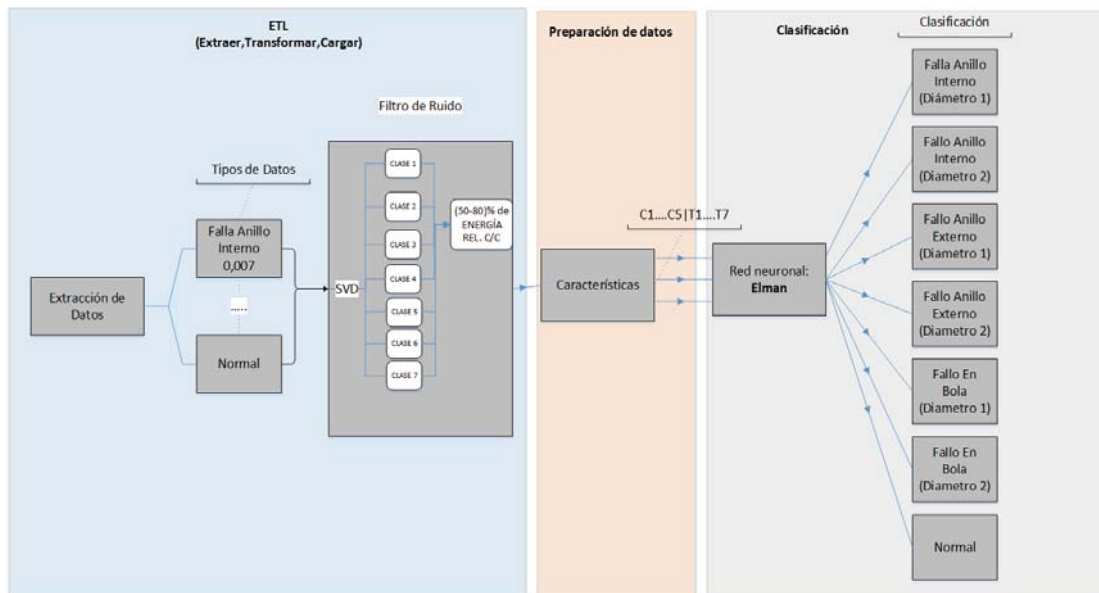 ETL
(Extraer,Transformar,Cargar)
Filtro de Ruido
Tipos de Datos
Extracción de
Datos
Falla Anillo
Interno
0,007
.....
Normal
SVD
CLASE 1
CLASE 2
CLASE 3
CLASE 4
CLASE 5
CLASE 6
CLASE 7
(50-80)% de
ENERGÍA
REL. C/C
Preparación de datos
C1....C5|T1....T7
Características
Clasificación
Red neuronal:
Elman
Clasificación
Falla Anillo
Interno
(Diámetro 1)
Fallo Anillo
Interno
(Diametro 2)
Fallo Anillo
Externo
(Diametro 1)
Fallo Anillo
Externo
(Diametro 2)
Fallo En
Bola
(Diametro 1)
Fallo En
Bola
(Diametro 2)
Normal